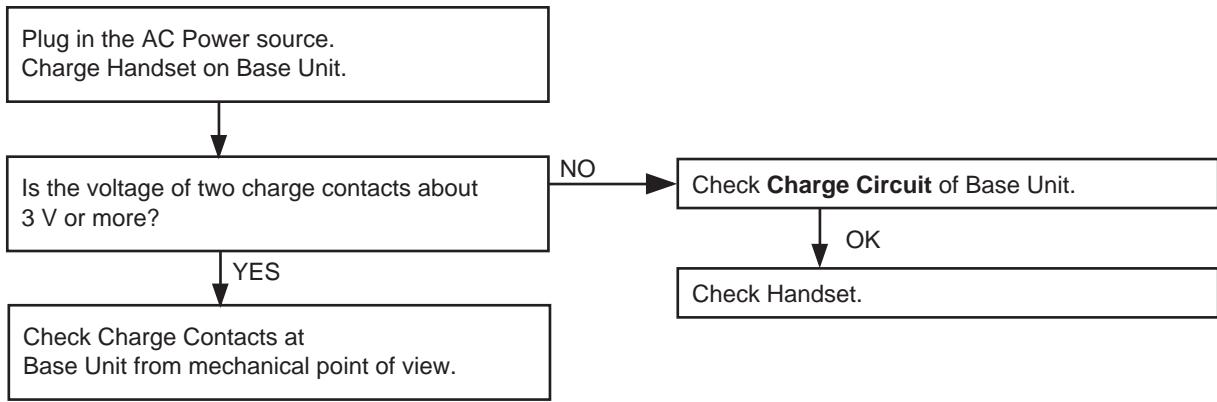 Plug in the AC Power source.
Charge Handset on Base Unit.
Is the voltage of two charge contacts about
3 V or more?
NO
Check Charge Circuit of Base Unit.
OK
Check Handset.
YES
Check Charge Contacts at
Base Unit from mechanical point of view.